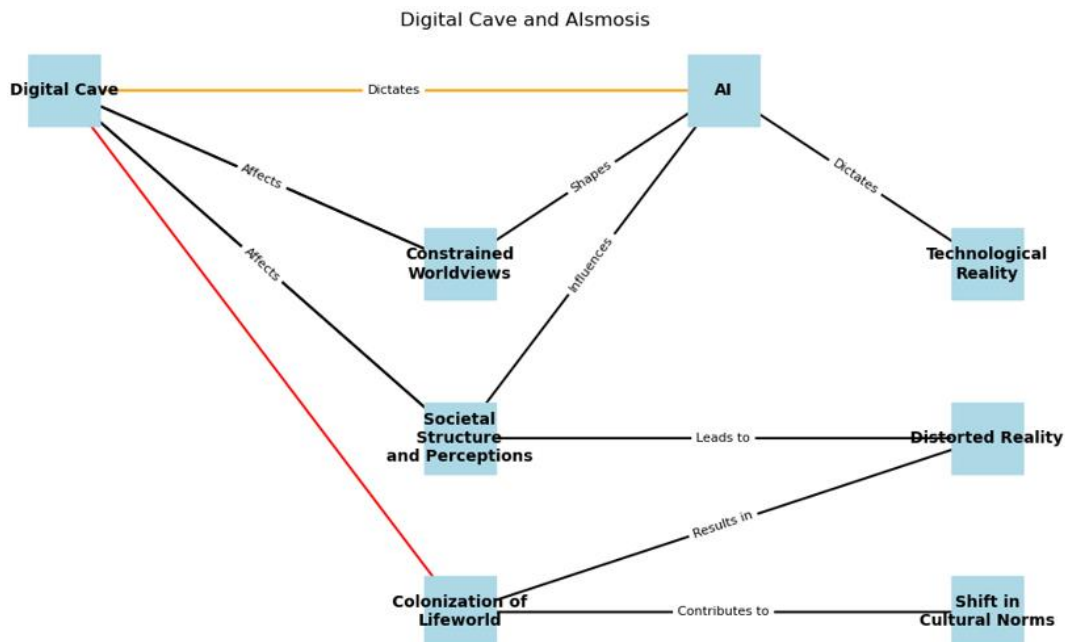 Digital Cave and AIsmosis
Digital Cave
Dictates
AI
Affects
Shapes
Dictates
Constrained
Worldviews
Technological
Reality
Affects
Influences
Societal
Structure
and Perceptions
Leads to
Distorted Reality
Results in
Colonization of
Lifeworld
Contributes to
Shift in
Cultural Norms